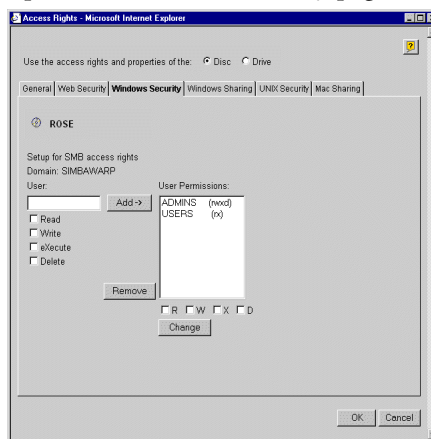 Access Rights - Microsoft Internet Explorer
?
Use the access rights and properties of the: Disc Drive
General Web Security Windows Security Windows Sharing UNIX Security Mac Sharing
ROSE
Setup for SMB access rights
Domain: SIMBAWARP
User: User Permissions:
Add -> ADMINS (rwxd)
USERS (rx)
Read
Write
eXecute
Delete
Remove
R W X D
Change
OK Cancel